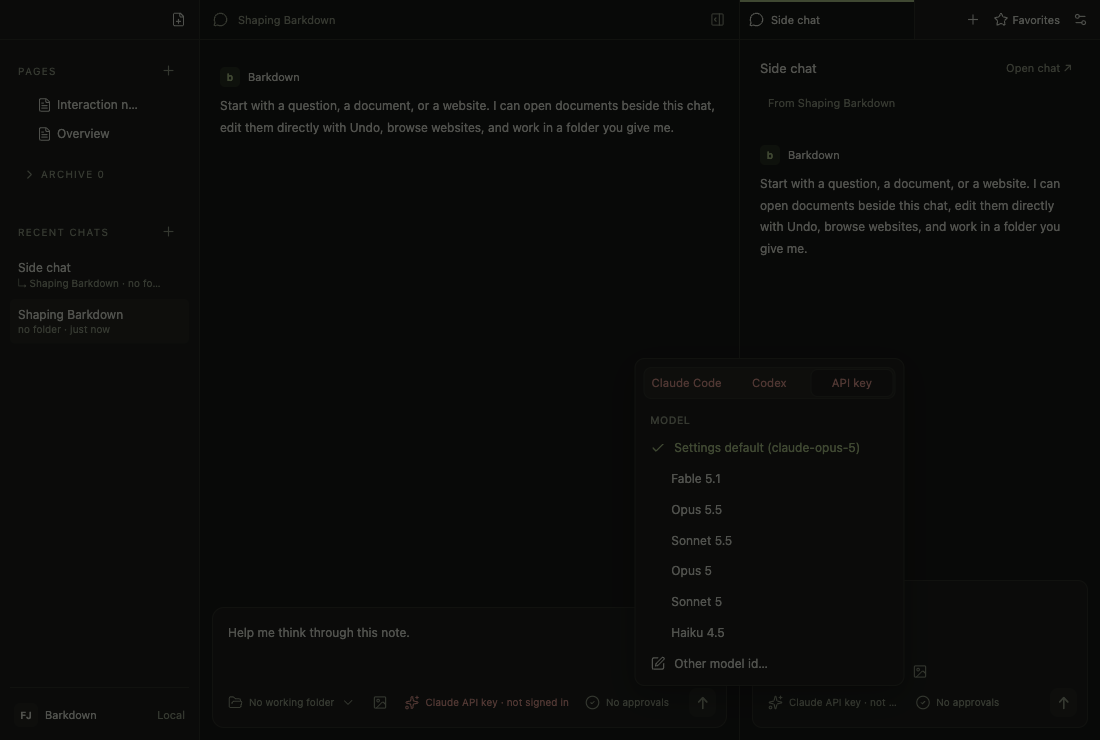 Shaping Barkdown
Side chat
Favorites
PAGES
Interaction n...
Overview
ARCHIVE 0
RECENT CHATS
Side chat
Shaping Barkdown · no fo...
Shaping Barkdown
no folder · just now
FJ Barkdown Local
b Barkdown
Start with a question, a document, or a website. I can open documents beside this chat,
edit them directly with Undo, browse websites, and work in a folder you give me.
Help me think through this note.
No working folder
Claude API key · not signed in
No approvals
Side chat
Open chat ↗
From Shaping Barkdown
b Barkdown
Start with a question, a document, or a website. I can
open documents beside this chat, edit them directly
with Undo, browse websites, and work in a folder you
give me.
Claude Code Codex API key
MODEL
Settings default (claude-opus-5)
Fable 5.1
Opus 5.5
Sonnet 5.5
Opus 5
Sonnet 5
Haiku 4.5
Other model id...
Claude API key · not ...
No approvals